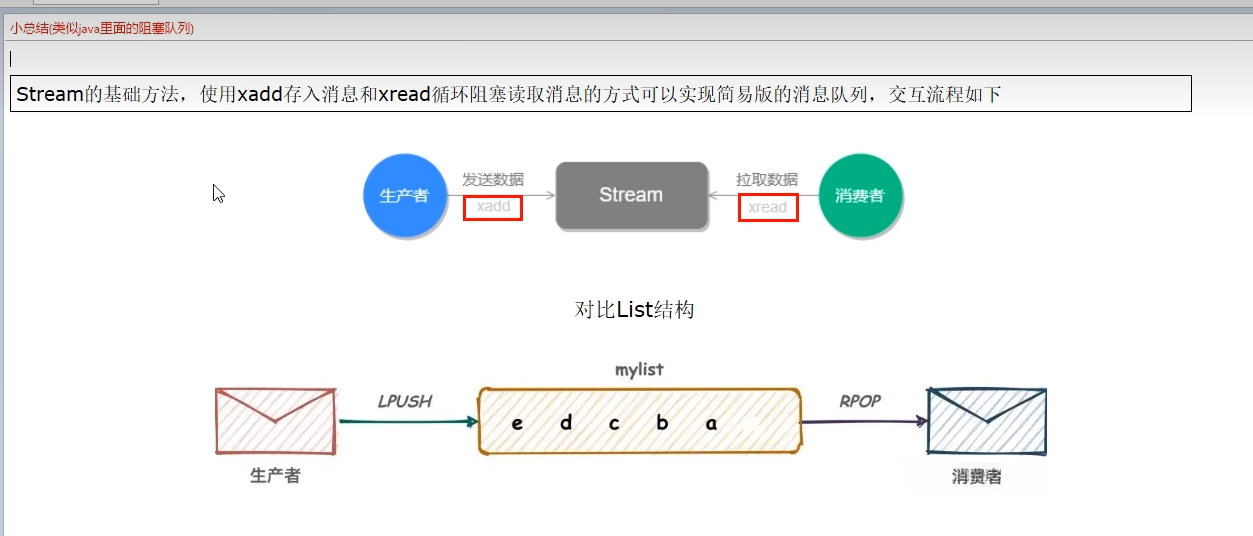 小总结(类似java里面的阻塞队列)
Stream的基础方法，使用xadd存入消息和xread循环阻塞读取消息的方式可以实现简易版的消息队列，交互流程如下
生产者
发送数据
xadd
Stream
拉取数据
xread
消费者
对比List结构
mylist
LPUSH
e d c b a
RPOP
生产者
消费者